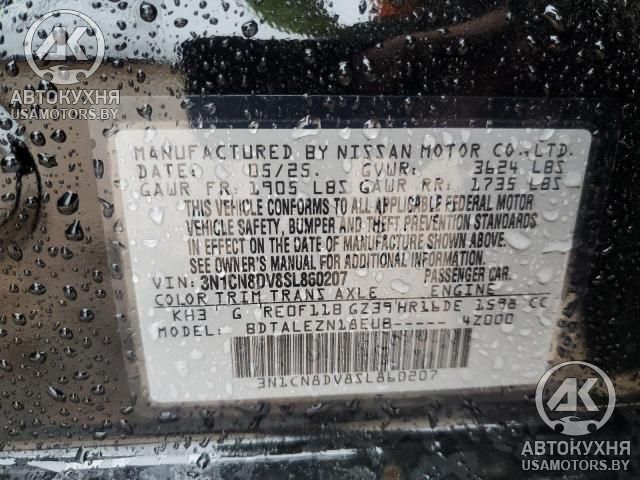 AK
АВТОКУХНЯ
USAMOTORS.BY
MANUFACTURED BY NISSAN MOTOR CO.,LTD.
DATE: 05/25. GVWR: 3624 LBS
GAWR FR: 1905 LBS GAWR RR: 1735 LBS
THIS VEHICLE CONFORMS TO ALL APPLICABLE FEDERAL MOTOR
VEHICLE SAFETY, BUMPER AND THEFT PREVENTION STANDARDS
IN EFFECT ON THE DATE OF MANUFACTURE SHOWN ABOVE.
SEE OWNER'S MANUAL FOR ADDITIONAL INFORMATION
VIN: 3N1CN8DV8SL860207 PASSENGER CAR.
COLOR TRIM TRANS AXLE ENGINE
KH3 G RE0F11B GZ39 HR16DE 1598 CC
MODEL: BDTALEZN18EUB----- 4Z000
3N1CN8DV8SL860207
AK
АВТОКУХНЯ
USAMOTORS.BY